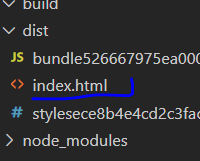 build
dist
JS bundle526667975ea000
<> index.html
# stylesece8b4e4cd2c3fac
node_modules